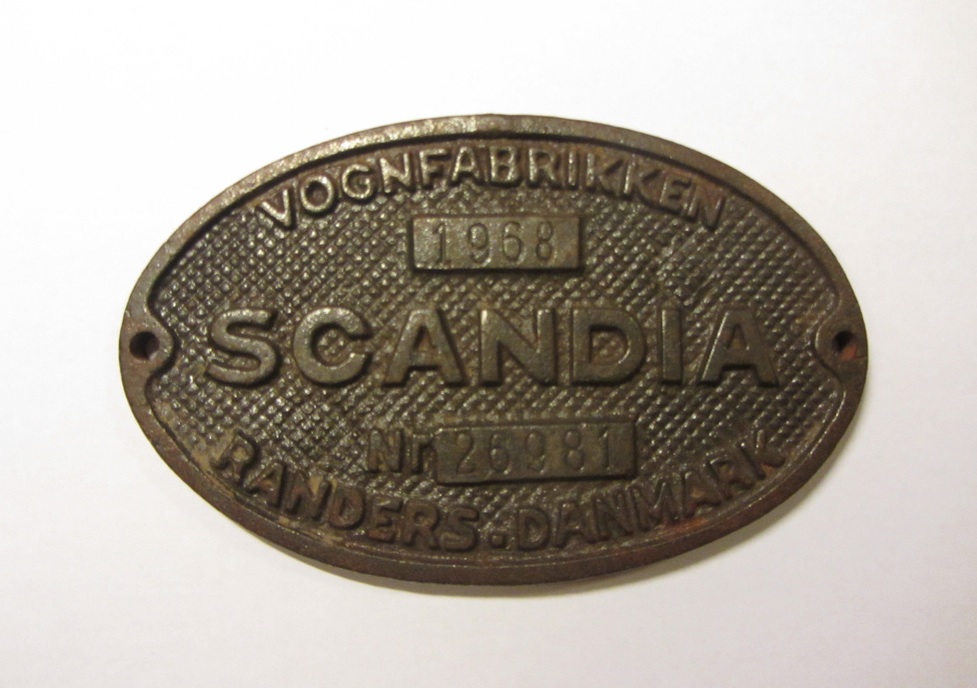 VOGNFABRIKKEN
1968
SCANDIA
Nr 26981
RANDERS.DANMARK